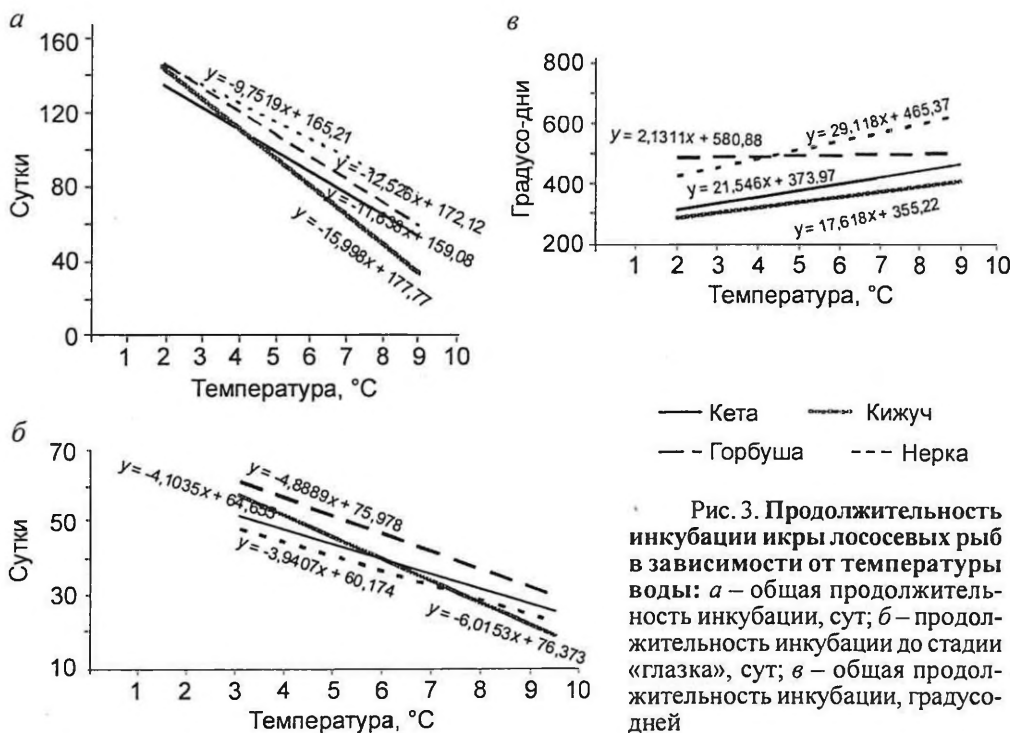 а
160
120
80
40
0
Сутки
y = -9,7519x + 165,21
y = -12,526x + 172,12
y = -11,638x + 159,08
y = -15,998x + 177,77
1 2 3 4 5 6 7 8 9 10
Температура, °C
в
800
600
400
200
Градусо-дни
y = 2,1311x + 580,88
y = 29,118x + 465,37
y = 21,546x + 373,97
y = 17,618x + 355,22
1 2 3 4 5 6 7 8 9 10
Температура, °C
Кета Кижуч
Горбуша Нерка
б
70
50
30
10
Сутки
y = -4,1035x + 64,655
y = -4,8889x + 75,978
y = -3,9407x + 60,174
y = -6,0153x + 76,373
1 2 3 4 5 6 7 8 9 10
Температура, °C
Рис. 3. Продолжительность
инкубации икры лососевых рыб
в зависимости от температуры
воды: а – общая продолжитель-
ность инкубации, сут; б – продол-
жительность инкубации до стадии
«глазка», сут; в – общая продол-
жительность инкубации, градусо-
дней